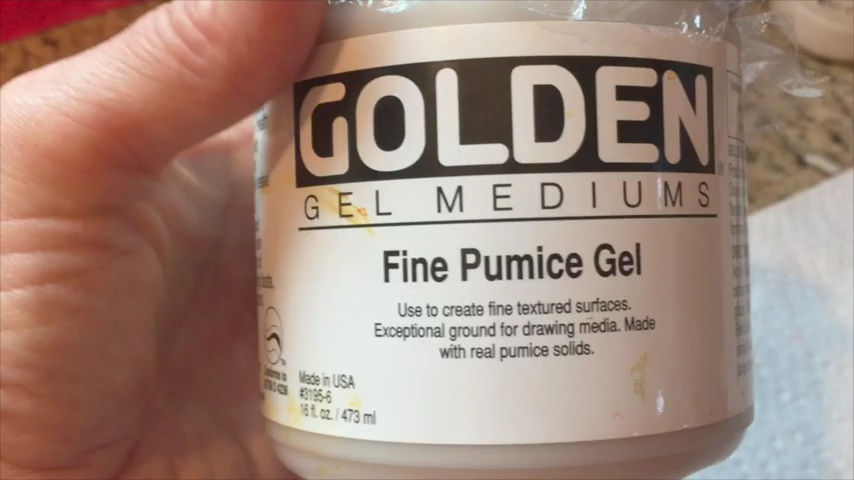 GOLDEN
GEL MEDIUMS
Fine Pumice Gel
Use to create fine textured surfaces.
Exceptional ground for drawing media. Made
with real pumice solids.
Made in USA
#3195-6
16 fl. oz. / 473 ml